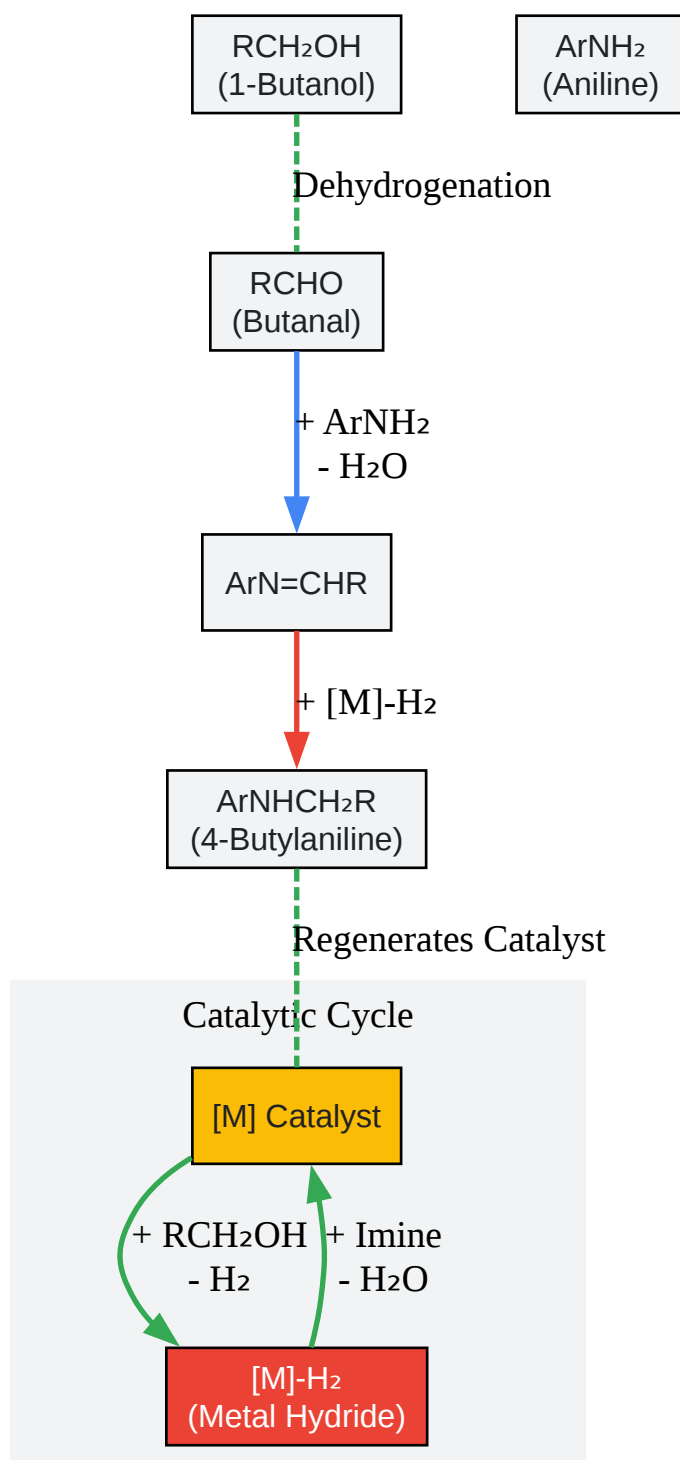 RCH₂OH
(1-Butanol)
ArNH₂
(Aniline)
Dehydrogenation
RCHO
(Butanal)
+ ArNH₂
- H₂O
ArN=CHR
+ [M]-H₂
ArNHCH₂R
(4-Butylaniline)
Regenerates Catalyst
Catalytic Cycle
[M] Catalyst
+ RCH₂OH
- H₂
+ Imine
- H₂O
[M]-H₂
(Metal Hydride)